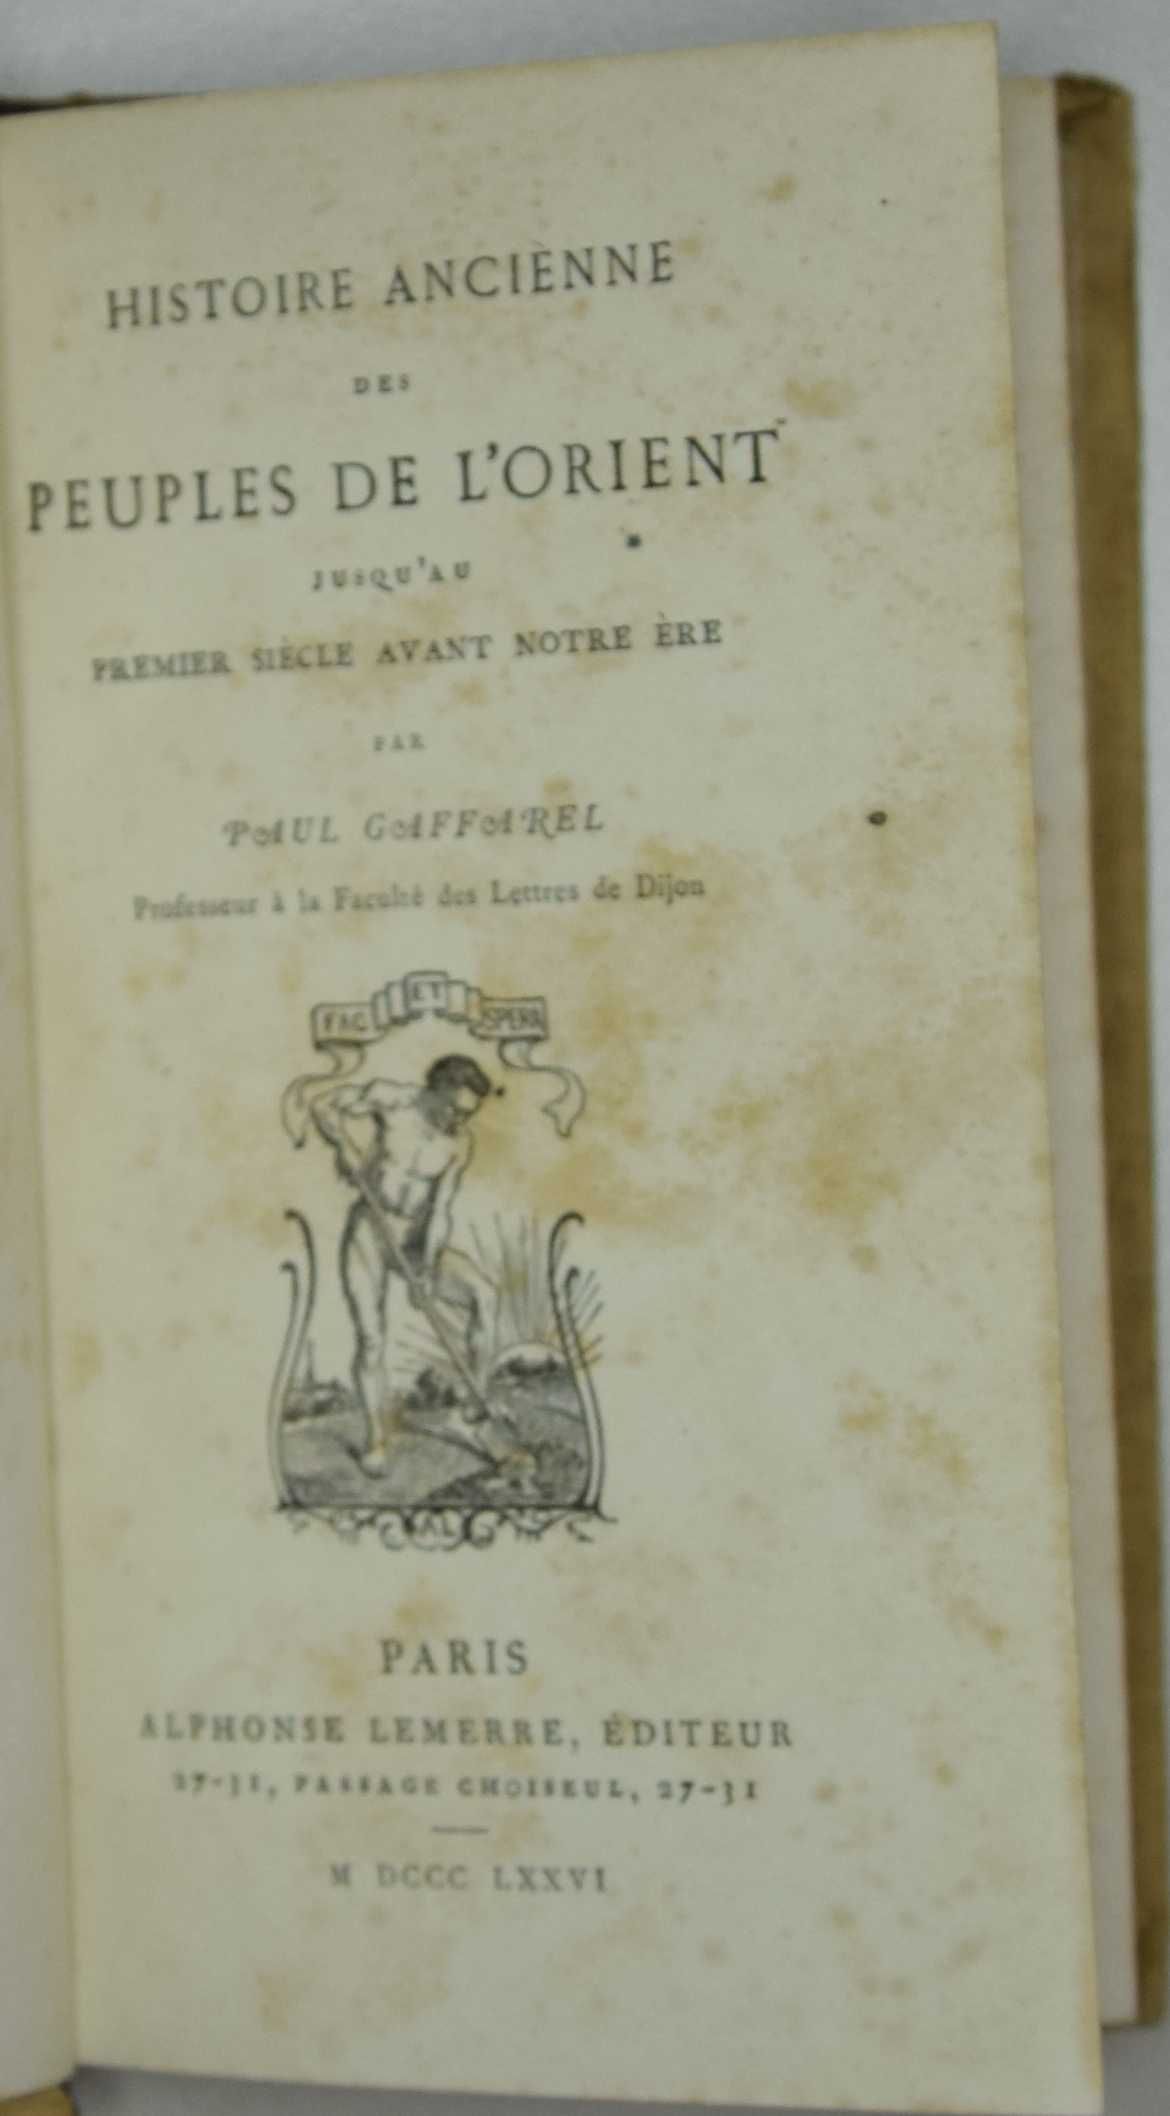 HISTOIRE ANCIENNE
DES
PEUPLES DE L'ORIENT
JUSQU'AU
PREMIER SIÈCLE AVANT NOTRE ÈRE
PAR
PAUL GAFFAREL
Professeur à la Faculté des Lettres de Dijon
FAC ET SPERA
AL
PARIS
ALPHONSE LEMERRE, ÉDITEUR
27-31, PASSAGE CHOISEUL, 27-31
M DCCC LXXVI